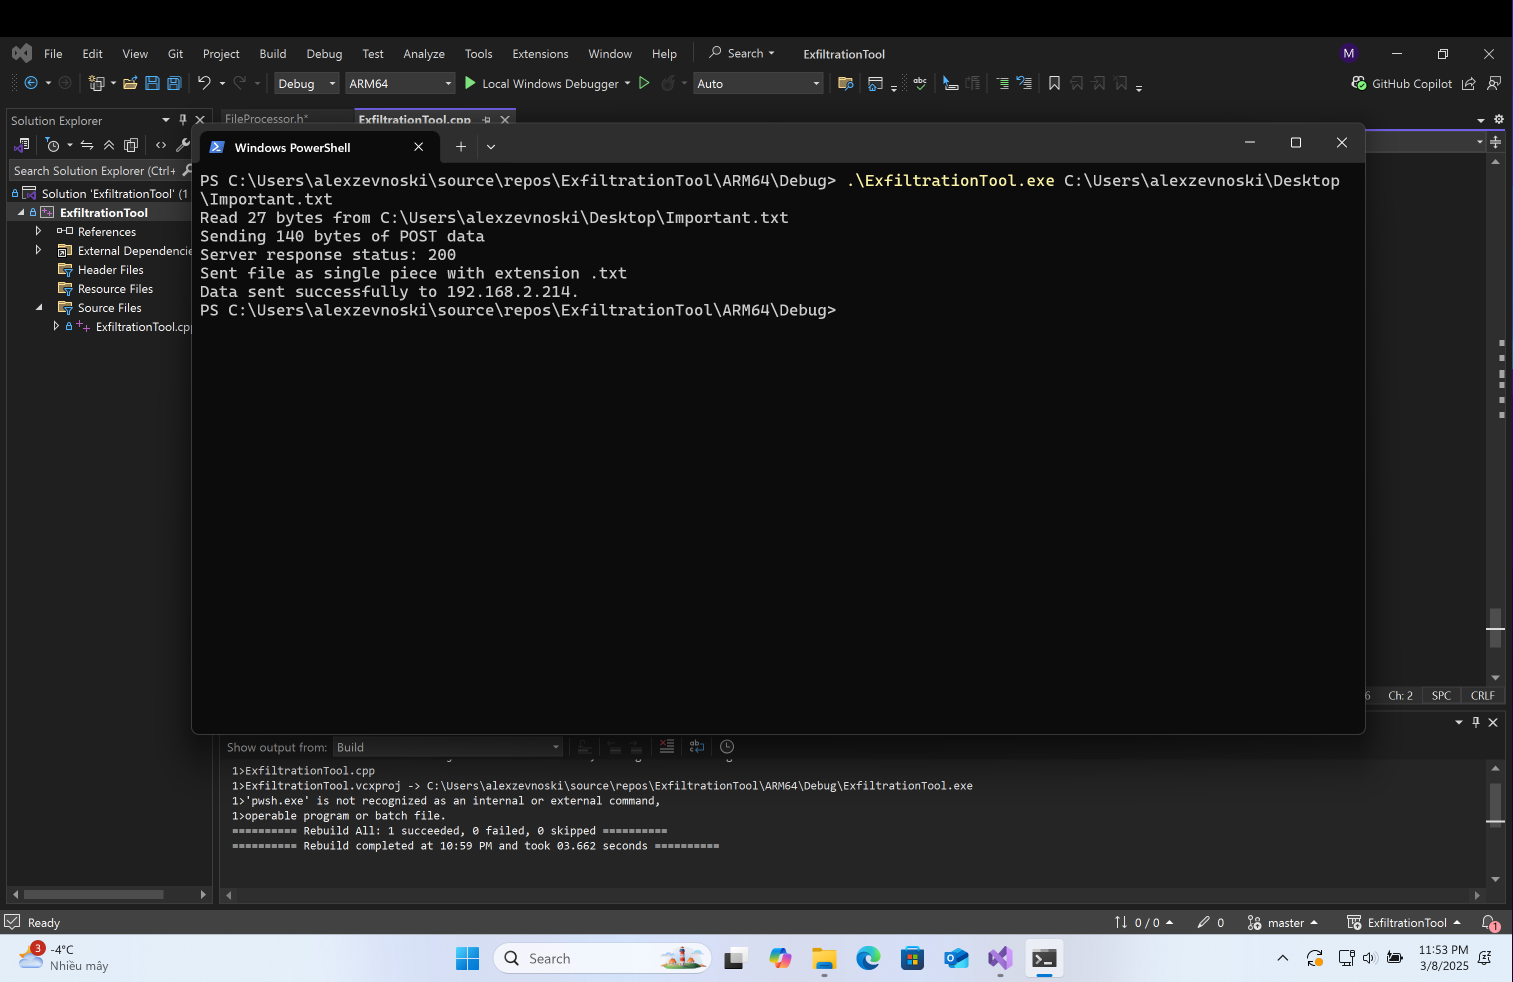 File Edit View Git Project Build Debug Test Analyze Tools Extensions Window Help Search ExfiltrationTool M
Debug ARM64 Local Windows Debugger Auto GitHub Copilot
Solution Explorer
FileProcessor.h*
ExfiltrationTool.cpp
Search Solution Explorer (Ctrl+
Solution 'ExfiltrationTool' (1
ExfiltrationTool
References
External Dependencie
Header Files
Resource Files
Source Files
ExfiltrationTool.cpp
Windows PowerShell
PS C:\Users\alexzevnoski\source\repos\ExfiltrationTool\ARM64\Debug> .\ExfiltrationTool.exe C:\Users\alexzevnoski\Desktop
\Important.txt
Read 27 bytes from C:\Users\alexzevnoski\Desktop\Important.txt
Sending 140 bytes of POST data
Server response status: 200
Sent file as single piece with extension .txt
Data sent successfully to 192.168.2.214.
PS C:\Users\alexzevnoski\source\repos\ExfiltrationTool\ARM64\Debug>
6 Ch: 2 SPC CRLF
Show output from: Build
1>ExfiltrationTool.cpp
1>ExfiltrationTool.vcxproj -> C:\Users\alexzevnoski\source\repos\ExfiltrationTool\ARM64\Debug\ExfiltrationTool.exe
1>'pwsh.exe' is not recognized as an internal or external command,
1>operable program or batch file.
========== Rebuild All: 1 succeeded, 0 failed, 0 skipped ==========
========== Rebuild completed at 10:59 PM and took 03.662 seconds ==========
Ready
0 / 0 0 master ExfiltrationTool 1
3 -4°C
Nhiều mây
Search
11:53 PM
3/8/2025